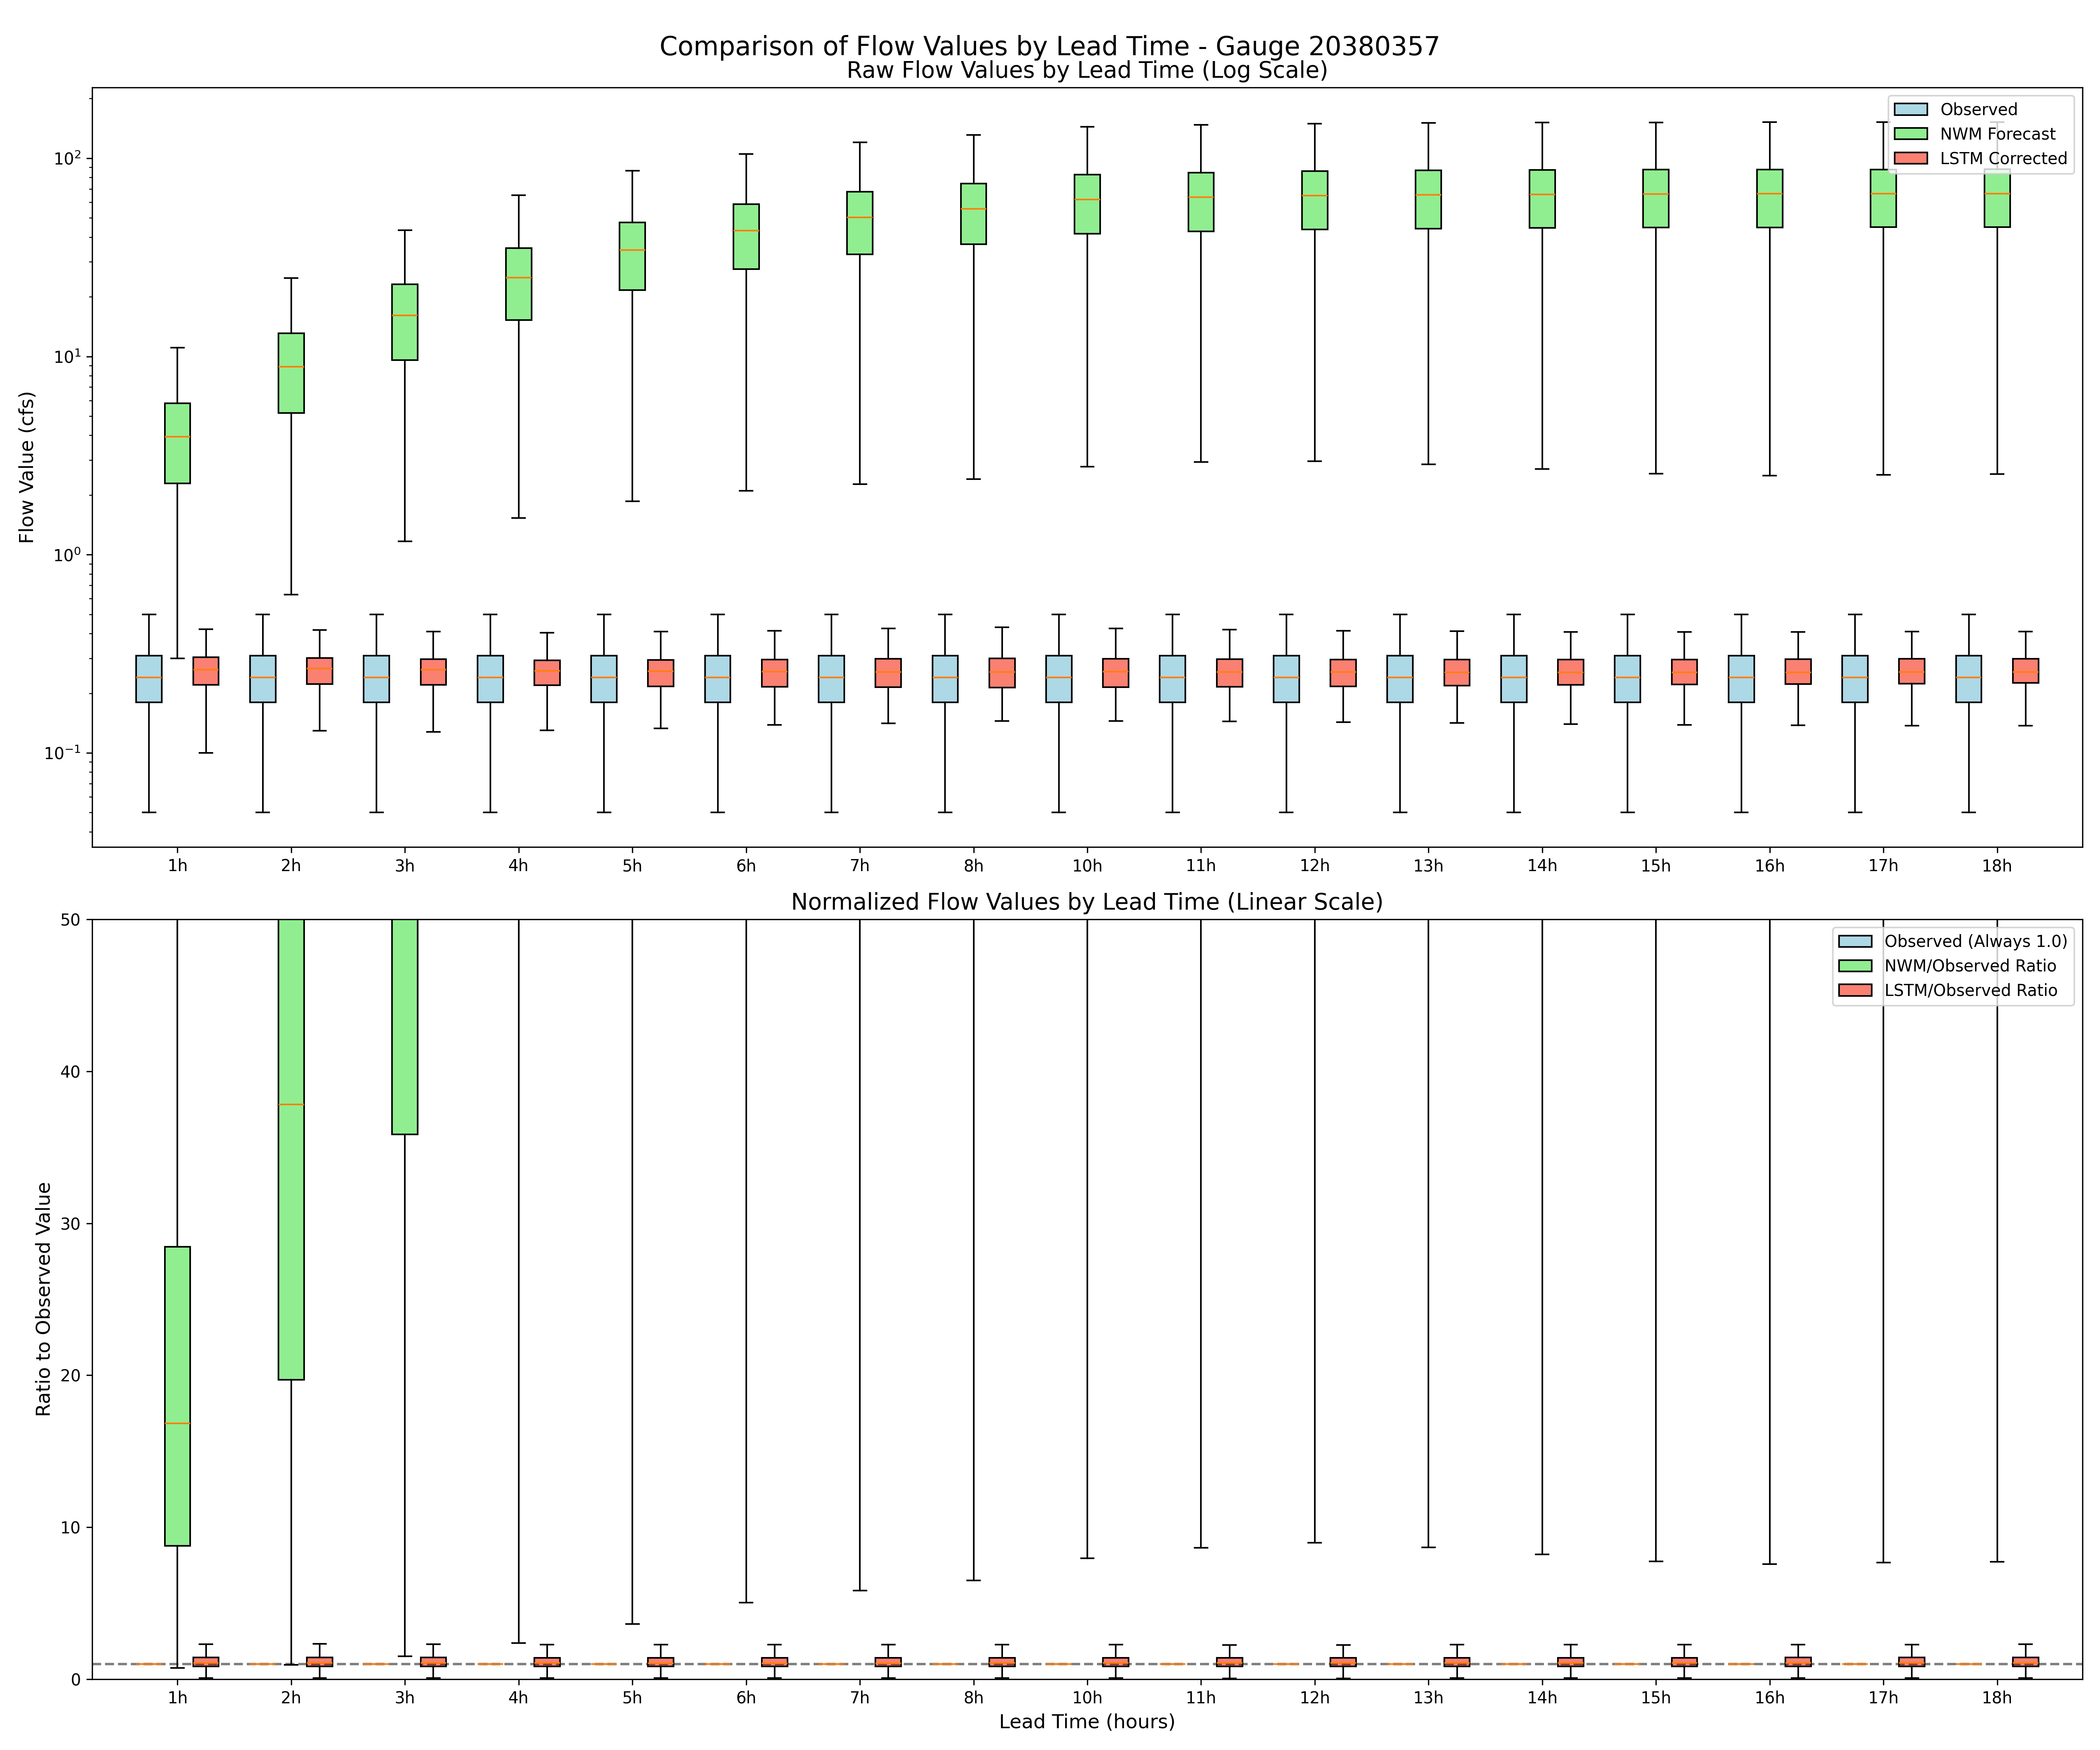 Comparison of Flow Values by Lead Time - Gauge 20380357
Raw Flow Values by Lead Time (Log Scale)
Observed
NWM Forecast
LSTM Corrected
Flow Value (cfs)
10²
10¹
10⁰
10⁻¹
1h 2h 3h 4h 5h 6h 7h 8h 10h 11h 12h 13h 14h 15h 16h 17h 18h
Normalized Flow Values by Lead Time (Linear Scale)
Observed (Always 1.0)
NWM/Observed Ratio
LSTM/Observed Ratio
Ratio to Observed Value
50
40
30
20
10
0
1h 2h 3h 4h 5h 6h 7h 8h 10h 11h 12h 13h 14h 15h 16h 17h 18h
Lead Time (hours)